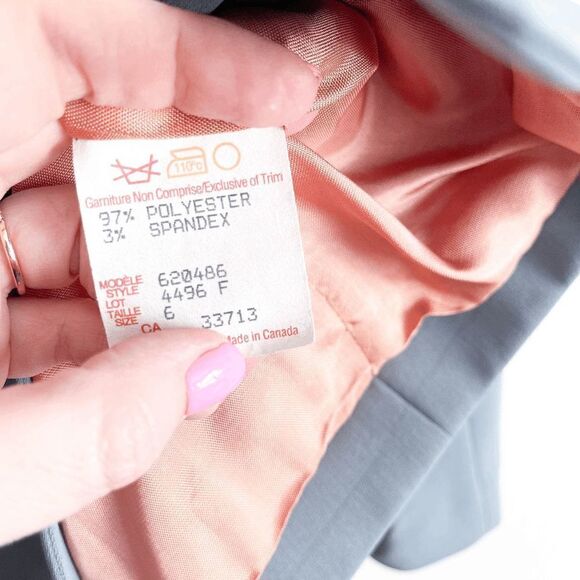 110°C
Garniture Non Comprise/Exclusive of Trim
97% POLYESTER
3% SPANDEX
MODÈLE
STYLE 620486
LOT 4496 F
TAILLE
SIZE 6
CA 33713
Made in Canada